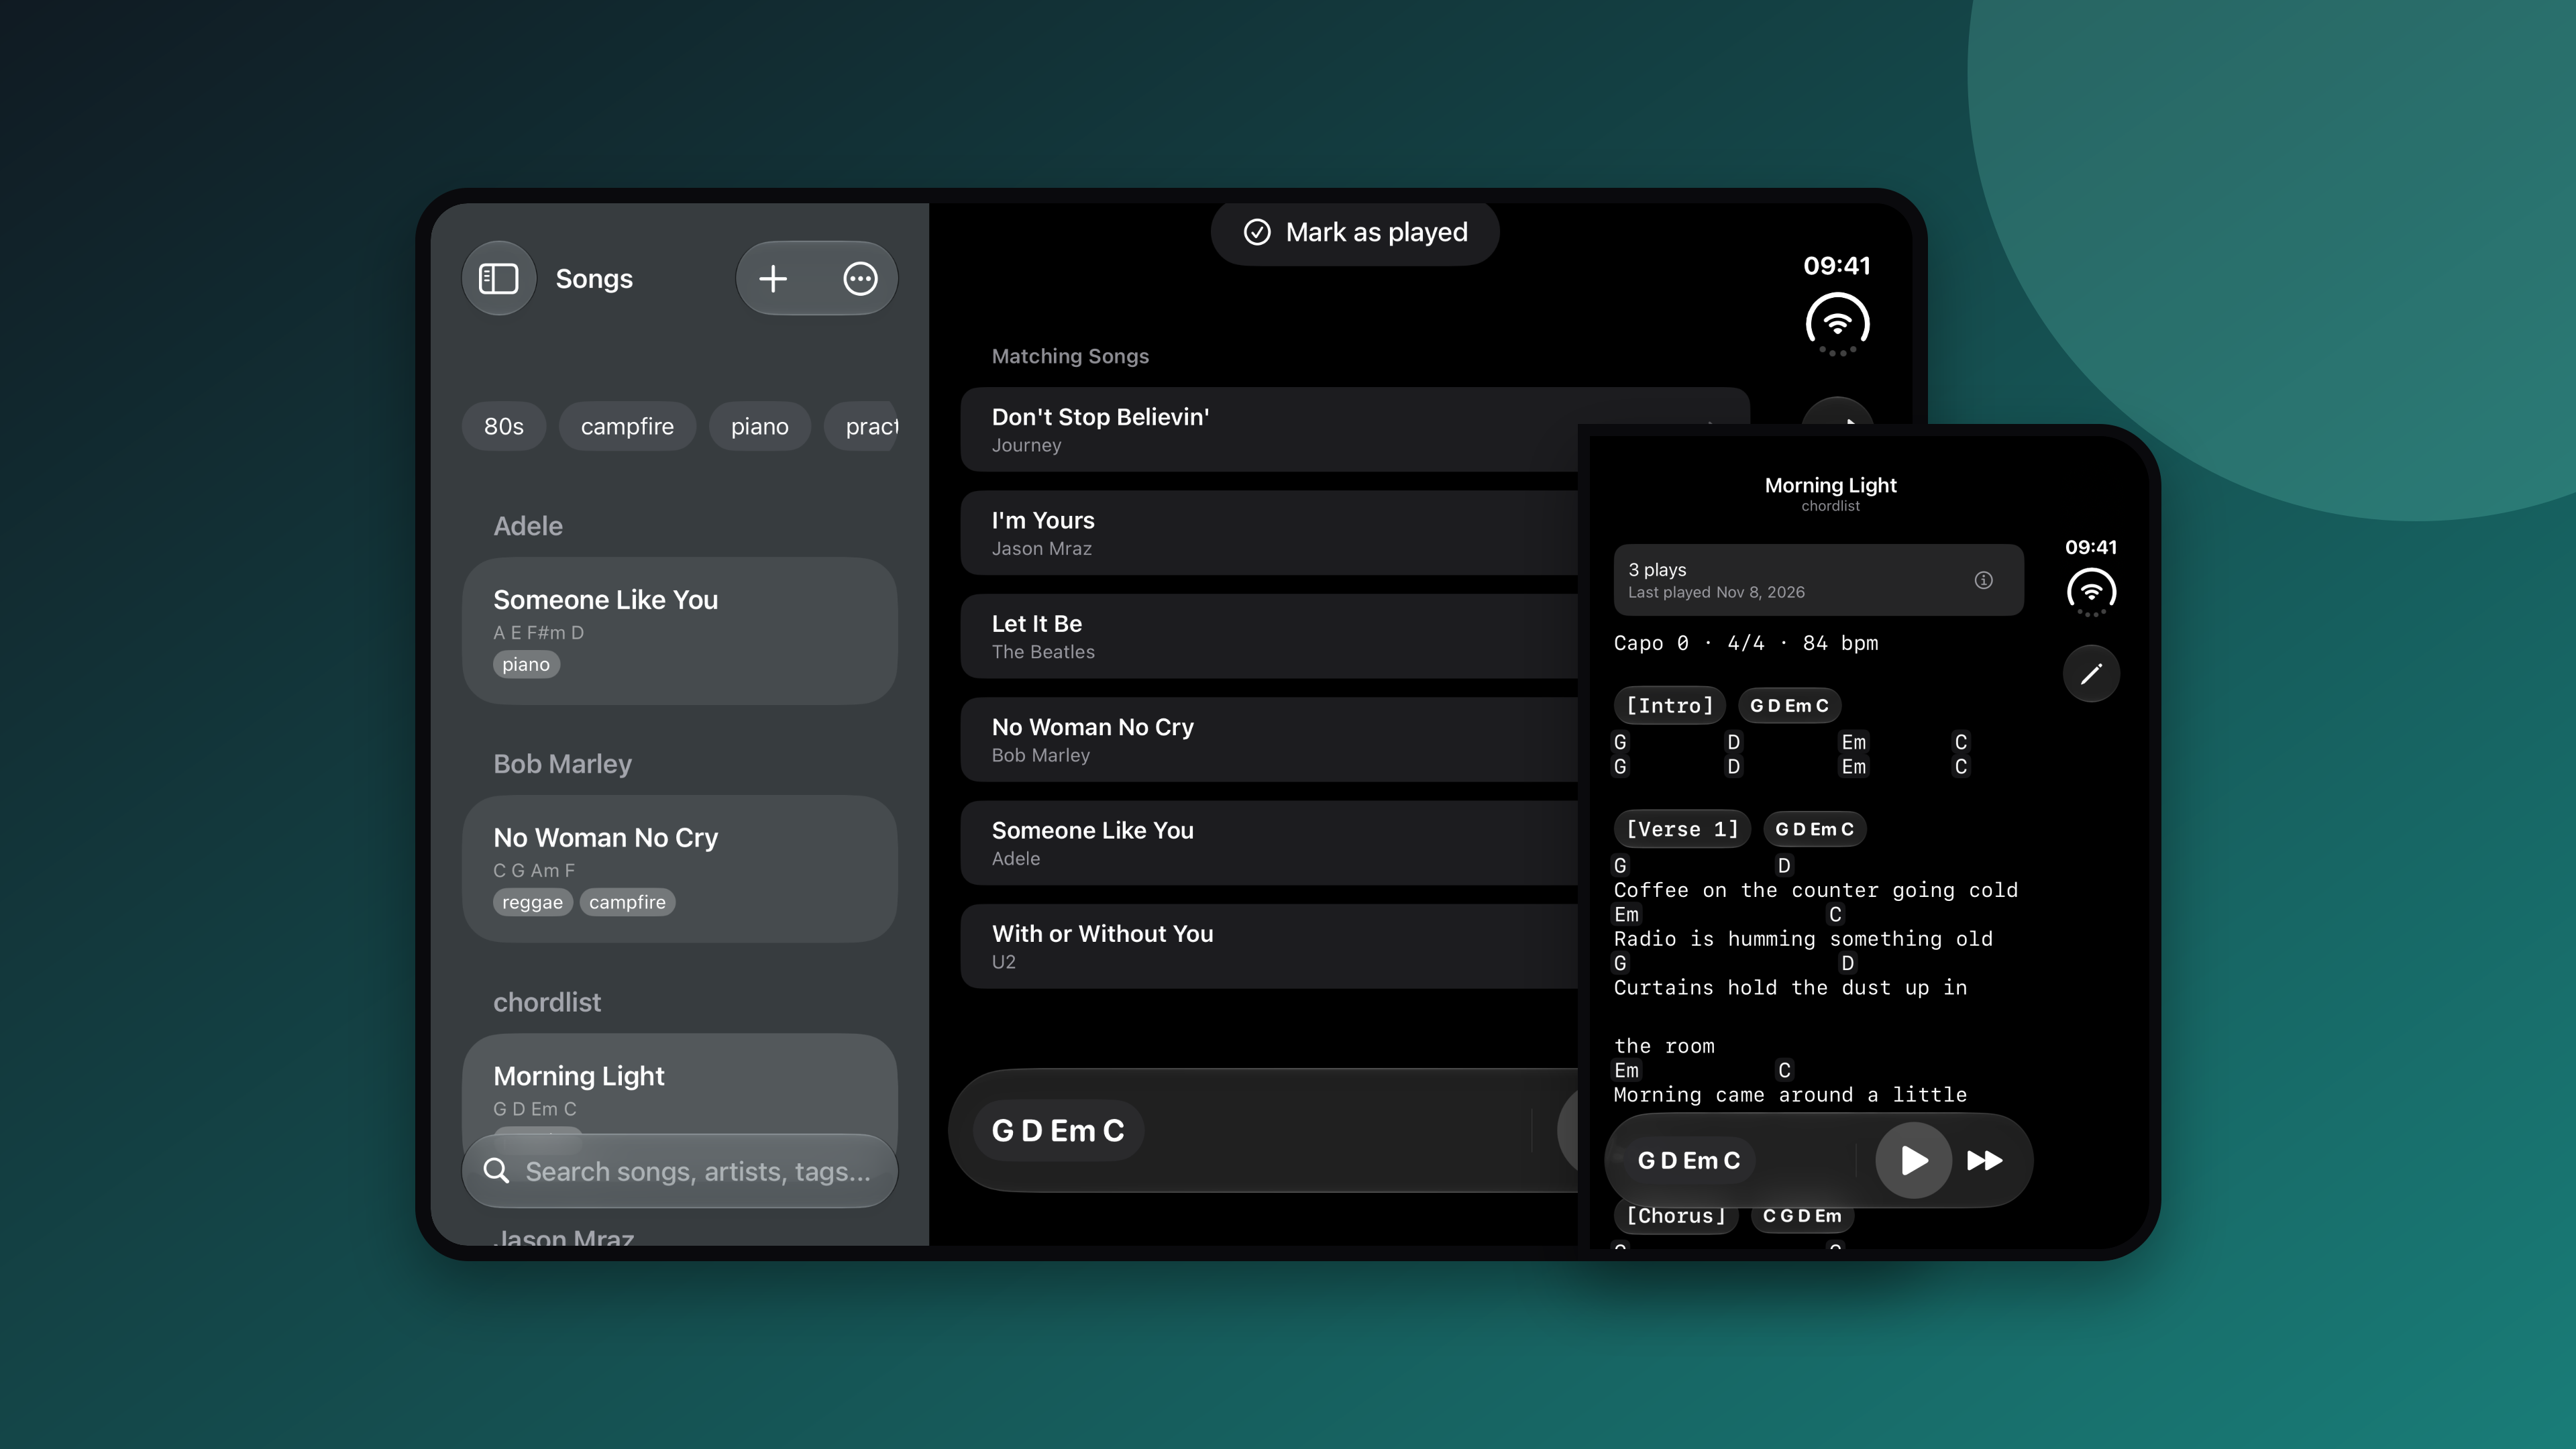 Songs
80s campfire piano pract
Adele
Someone Like You
A E F#m D
piano
Bob Marley
No Woman No Cry
C G Am F
reggae campfire
chordlist
Morning Light
G D Em C
Search songs, artists, tags...
Jason Mraz
Mark as played
09:41
Matching Songs
Don't Stop Believin'
Journey
I'm Yours
Jason Mraz
Let It Be
The Beatles
No Woman No Cry
Bob Marley
Someone Like You
Adele
With or Without You
U2
G D Em C
Morning Light
chordlist
09:41
3 plays
Last played Nov 8, 2026
Capo 0 · 4/4 · 84 bpm
[Intro] G D Em C
G D Em C
G D Em C
[Verse 1] G D Em C
G D
Coffee on the counter going cold
Em C
Radio is humming something old
G D
Curtains hold the dust up in
the room
Em C
Morning came around a little
G D Em C
[Chorus] C G D Em